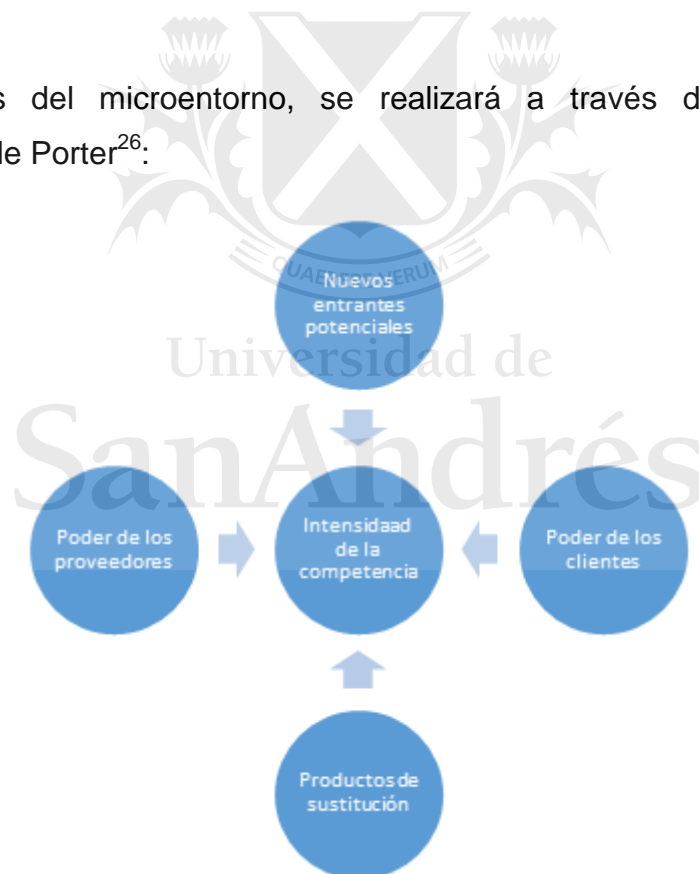 s del microentorno, se realizará a través d
le Porter26:
QUAERERE VERUM
Nuevos
entrantes
potenciales
Universidad de
SanAndrés
Poder de los
proveedores
Intensidaad
de la
competencia
Poder de los
clientes
Productos de
sustitución